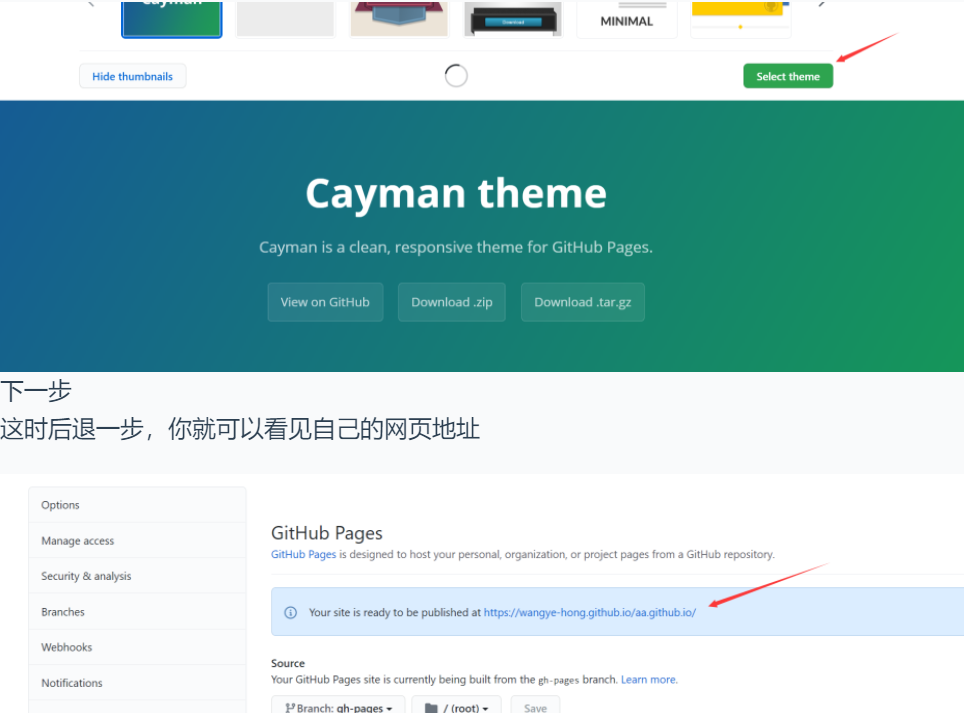 Cayman
MINIMAL
Download
Hide thumbnails
Select theme
Cayman theme
Cayman is a clean, responsive theme for GitHub Pages.
View on GitHub
Download .zip
Download .tar.gz
下一步
这时后退一步，你就可以看见自己的网页地址
Options
Manage access
Security & analysis
Branches
Webhooks
Notifications
GitHub Pages
GitHub Pages is designed to host your personal, organization, or project pages from a GitHub repository.
Your site is ready to be published at https://wangye-hong.github.io/aa.github.io/
Source
Your GitHub Pages site is currently being built from the gh-pages branch. Learn more.
Branch: gh-pages
/ (root)
Save